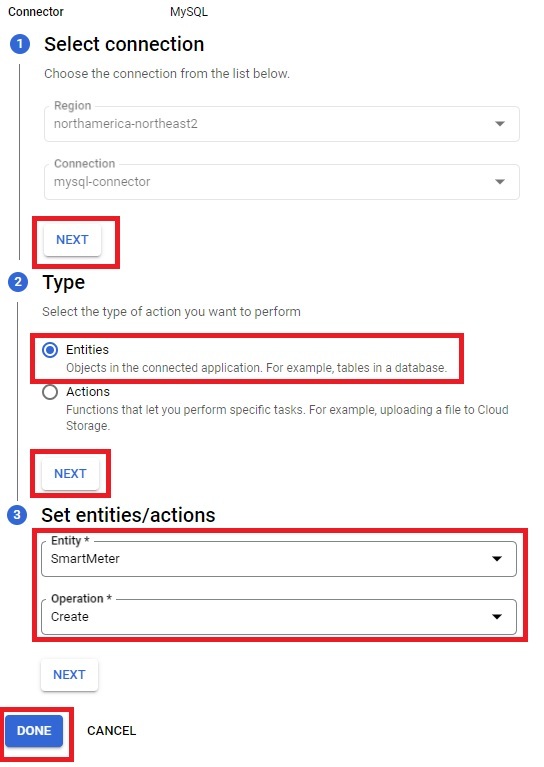 Connector MySQL
1 Select connection
Choose the connection from the list below.
Region
northamerica-northeast2
Connection
mysql-connector
NEXT
2 Type
Select the type of action you want to perform
Entities
Objects in the connected application. For example, tables in a database.
Actions
Functions that let you perform specific tasks. For example, uploading a file to Cloud
Storage.
NEXT
3 Set entities/actions
Entity *
SmartMeter
Operation *
Create
NEXT
DONE CANCEL